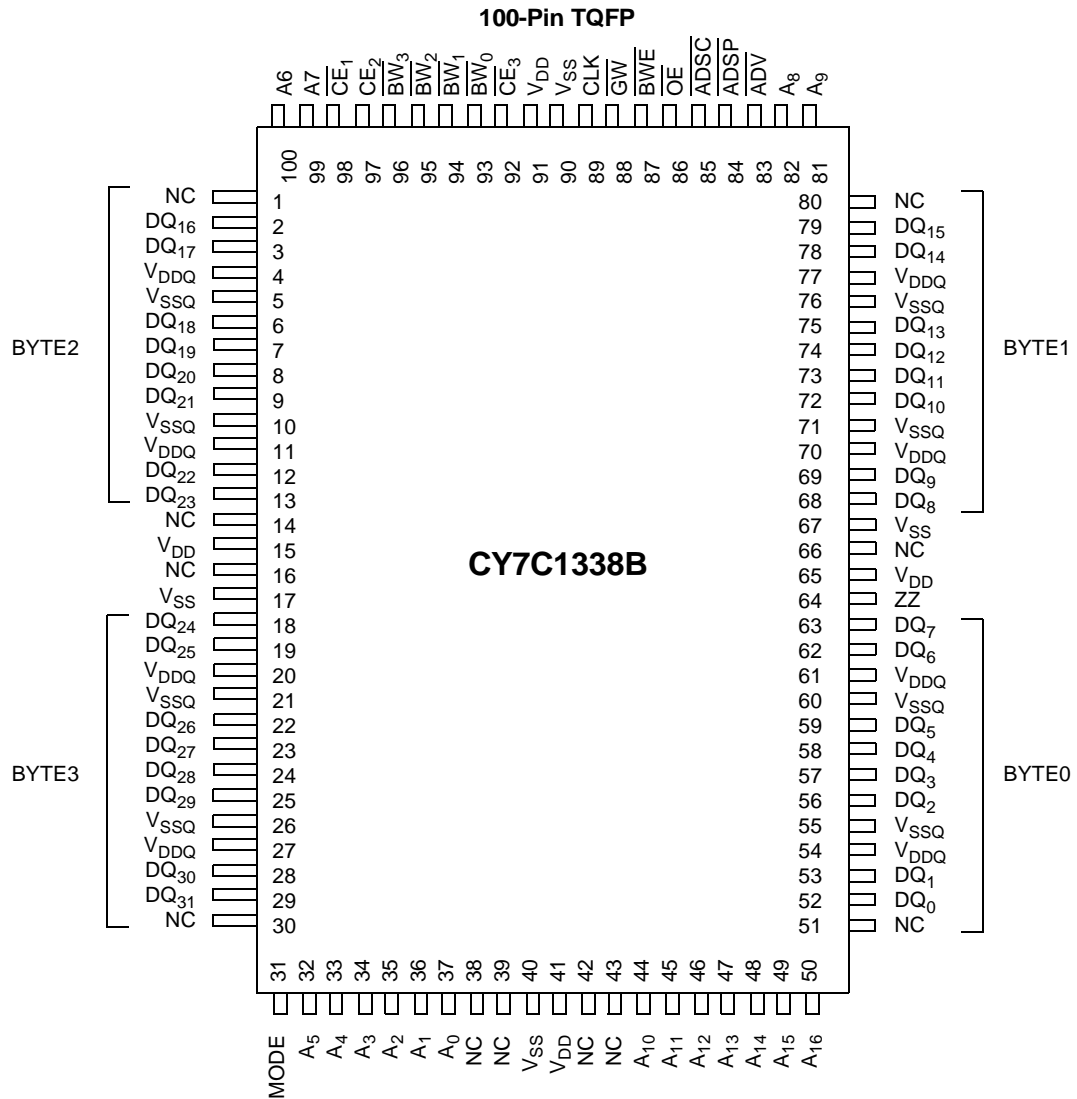 100-Pin TQFP
A6 A7 CE1 CE2 BW3 BW2 BW1 BW0 CE3 VDD VSS CLK GW BWE OE ADSC ADSP ADV A8 A9
100 99 98 97 96 95 94 93 92 91 90 89 88 87 86 85 84 83 82 81
NC 1 80 NC
DQ16 2 79 DQ15
DQ17 3 78 DQ14
VDDQ 4 77 VDDQ
VSSQ 5 76 VSSQ
DQ18 6 75 DQ13
BYTE2 DQ19 7 74 DQ12 BYTE1
DQ20 8 73 DQ11
DQ21 9 72 DQ10
VSSQ 10 71 VSSQ
VDDQ 11 70 VDDQ
DQ22 12 69 DQ9
DQ23 13 68 DQ8
NC 14 67 VSS
VDD 15 CY7C1338B 66 NC
NC 16 65 VDD
VSS 17 64 ZZ
DQ24 18 63 DQ7
DQ25 19 62 DQ6
VDDQ 20 61 VDDQ
VSSQ 21 60 VSSQ
DQ26 22 59 DQ5
DQ27 23 58 DQ4
BYTE3 DQ28 24 57 DQ3 BYTE0
DQ29 25 56 DQ2
VSSQ 26 55 VSSQ
VDDQ 27 54 VDDQ
DQ30 28 53 DQ1
DQ31 29 52 DQ0
NC 30 51 NC
31 32 33 34 35 36 37 38 39 40 41 42 43 44 45 46 47 48 49 50
MODE A5 A4 A3 A2 A1 A0 NC NC VSS VDD NC NC A10 A11 A12 A13 A14 A15 A16